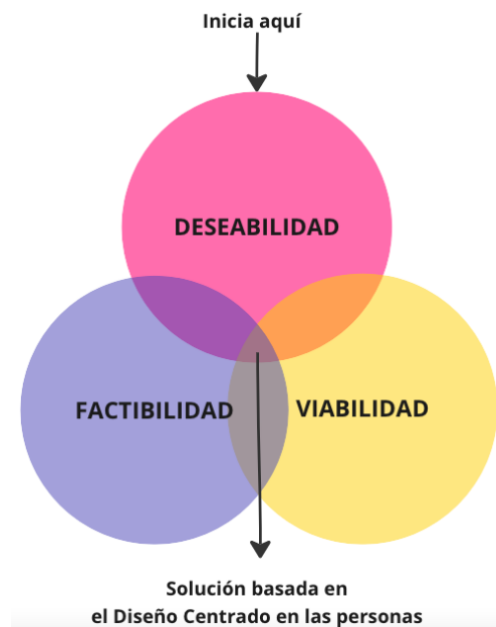 Inicia aquí
DESEABILIDAD
FACTIBILIDAD
VIABILIDAD
Solución basada en
el Diseño Centrado en las personas